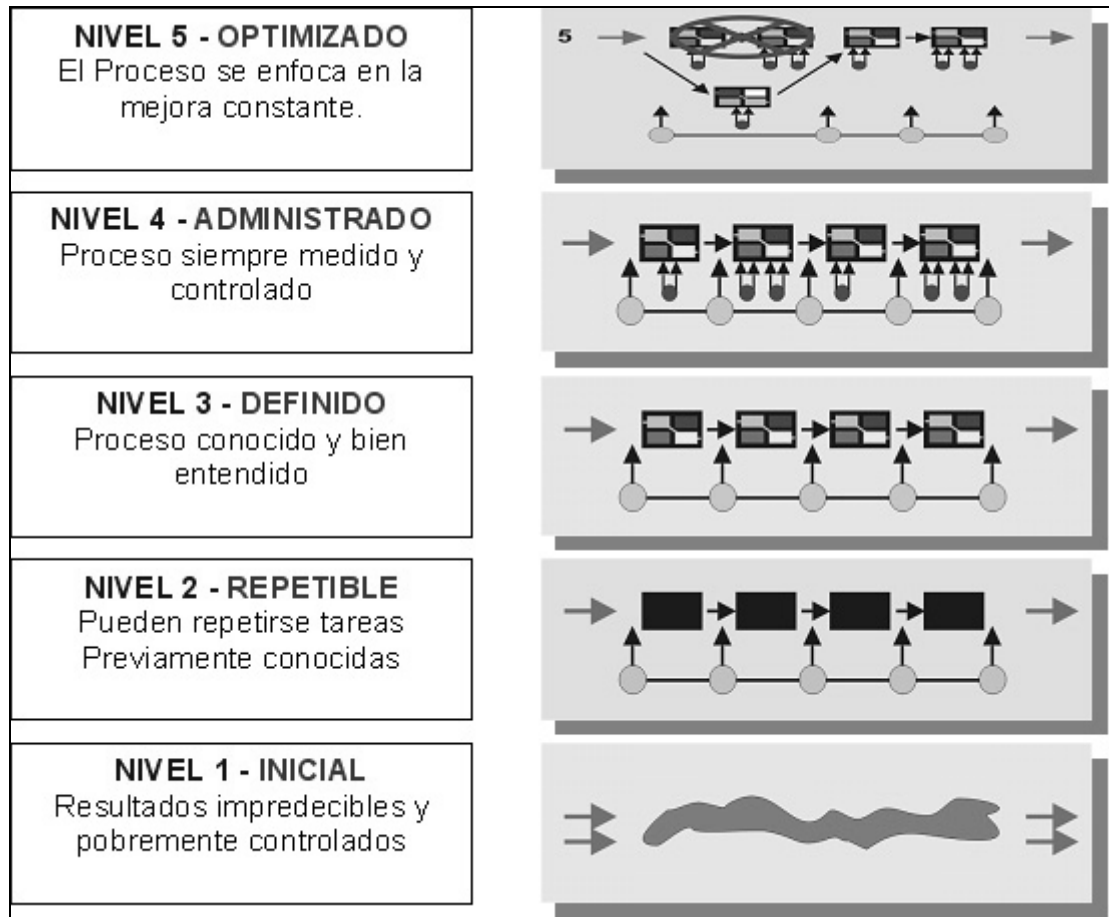 NIVEL 5 - OPTIMIZADO
El Proceso se enfoca en la
mejora constante.
5
NIVEL 4 - ADMINISTRADO
Proceso siempre medido y
controlado
NIVEL 3 - DEFINIDO
Proceso conocido y bien
entendido
NIVEL 2 - REPETIBLE
Pueden repetirse tareas
Previamente conocidas
NIVEL 1 - INICIAL
Resultados impredecibles y
pobremente controlados